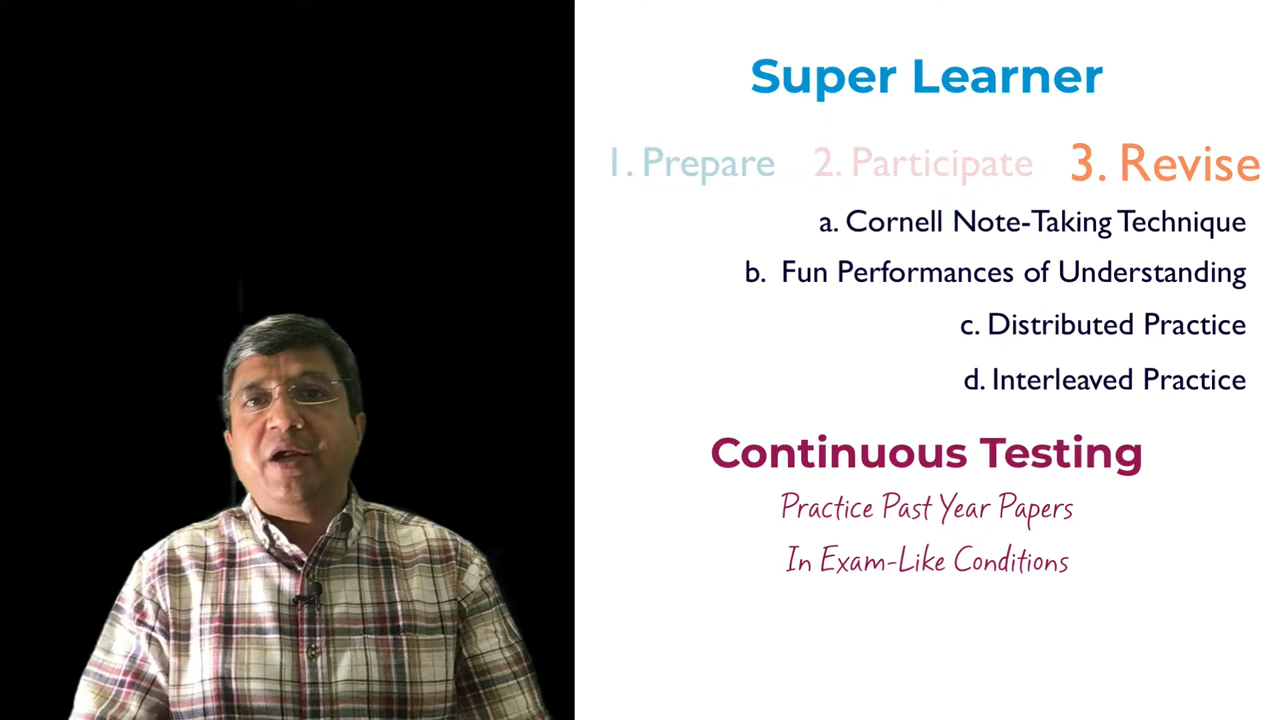 Super Learner
1. Prepare 2. Participate 3. Revise
a. Cornell Note-Taking Technique
b. Fun Performances of Understanding
c. Distributed Practice
d. Interleaved Practice
Continuous Testing
Practice Past Year Papers
In Exam-Like Conditions